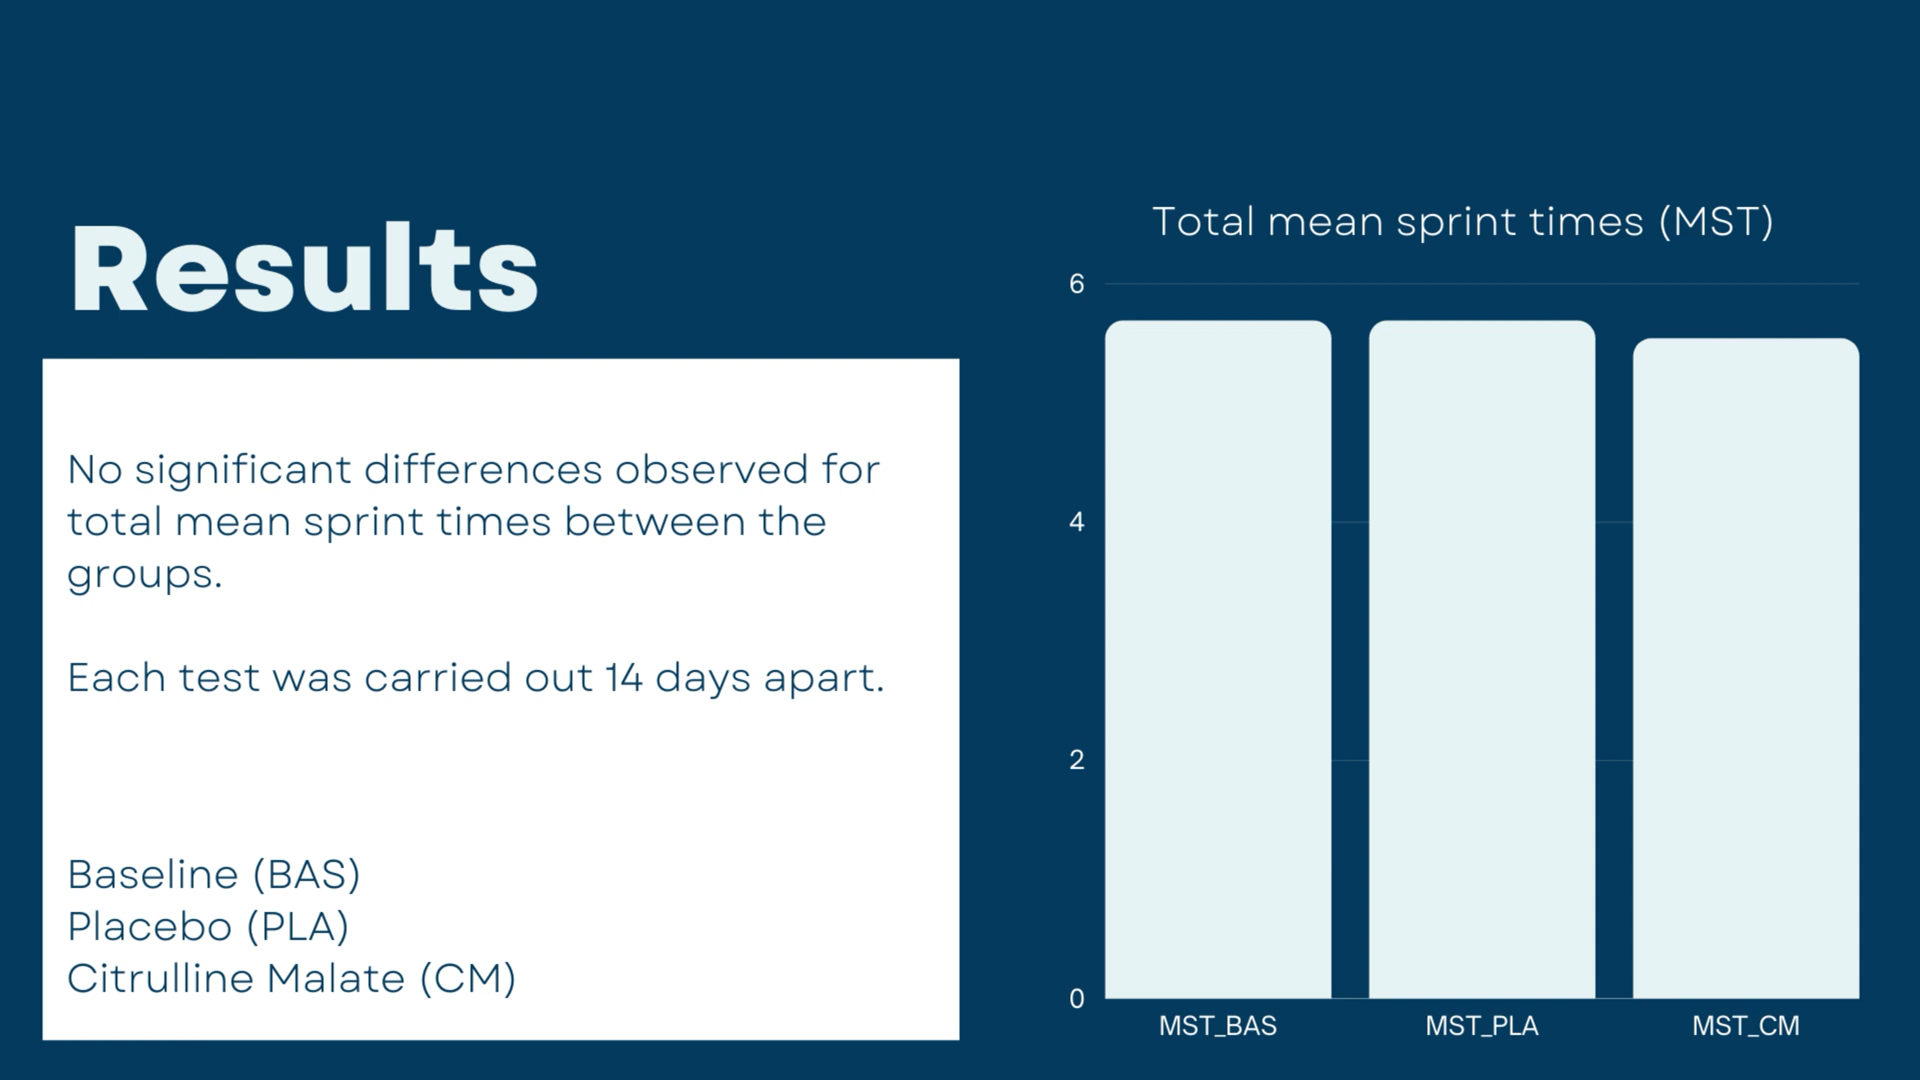 Results
No significant differences observed for
total mean sprint times between the
groups.
Each test was carried out 14 days apart.
Baseline (BAS)
Placebo (PLA)
Citrulline Malate (CM)
Total mean sprint times (MST)
6
4
2
0
MST_BAS MST_PLA MST_CM